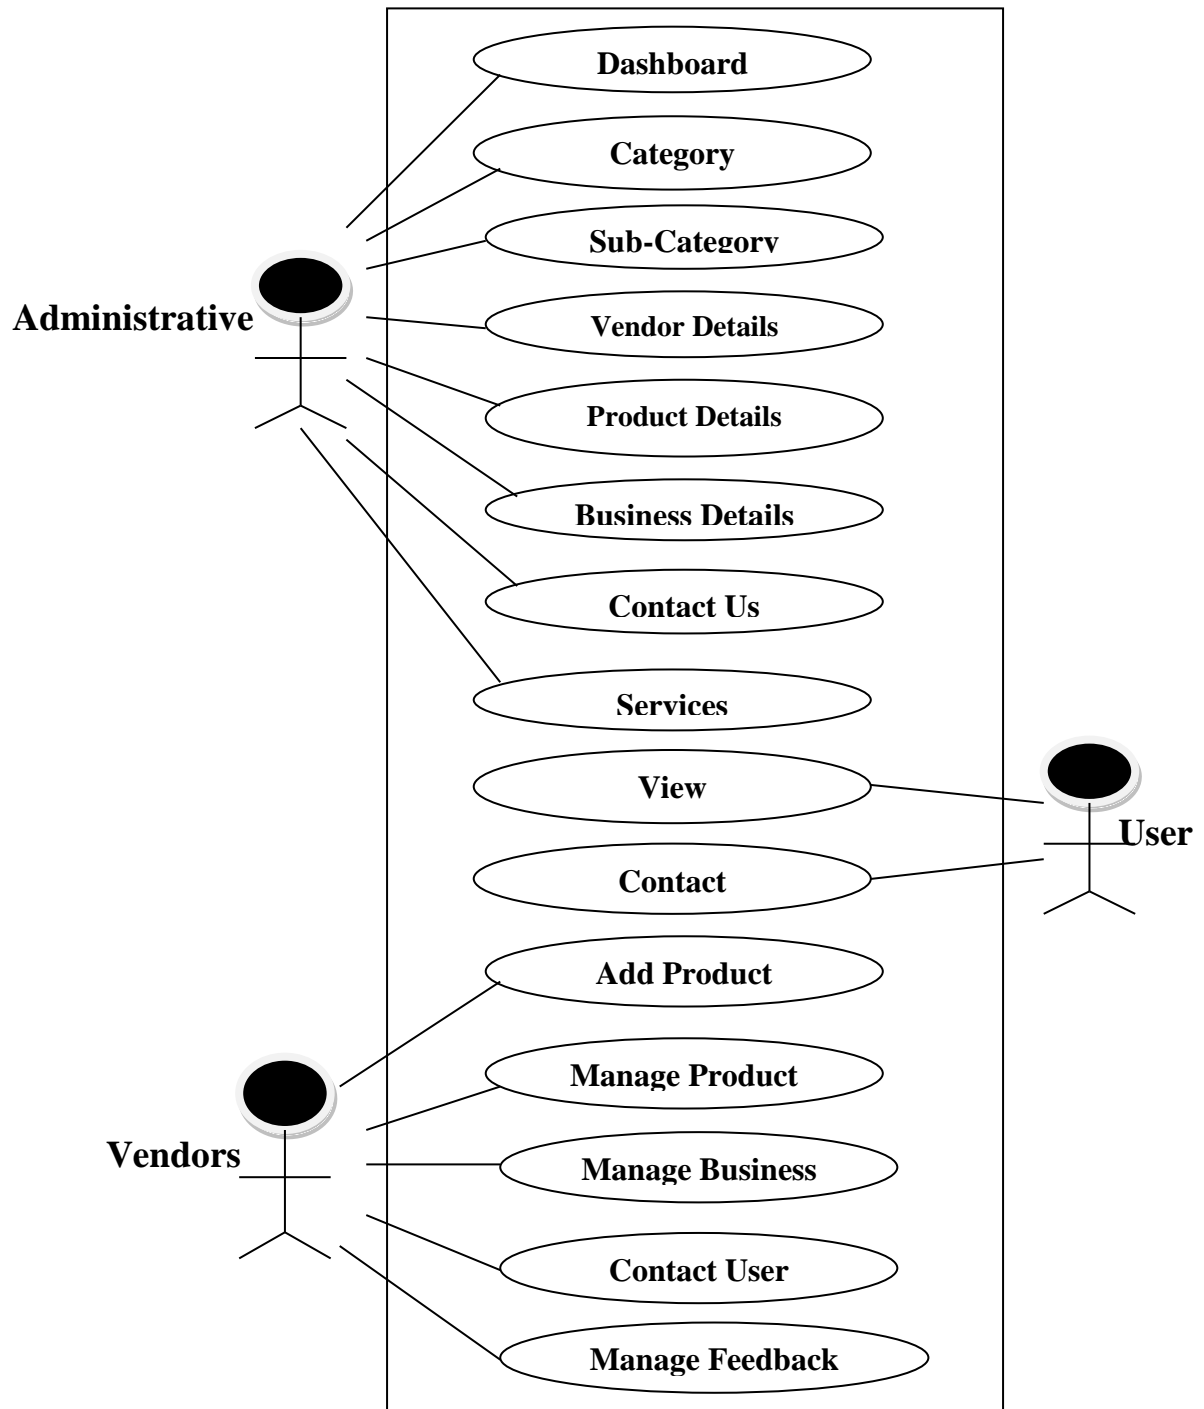 Dashboard
Category
Sub-Category
Administrative
Vendor Details
Product Details
Business Details
Contact Us
Services
View
User
Contact
Add Product
Manage Product
Vendors
Manage Business
Contact User
Manage Feedback